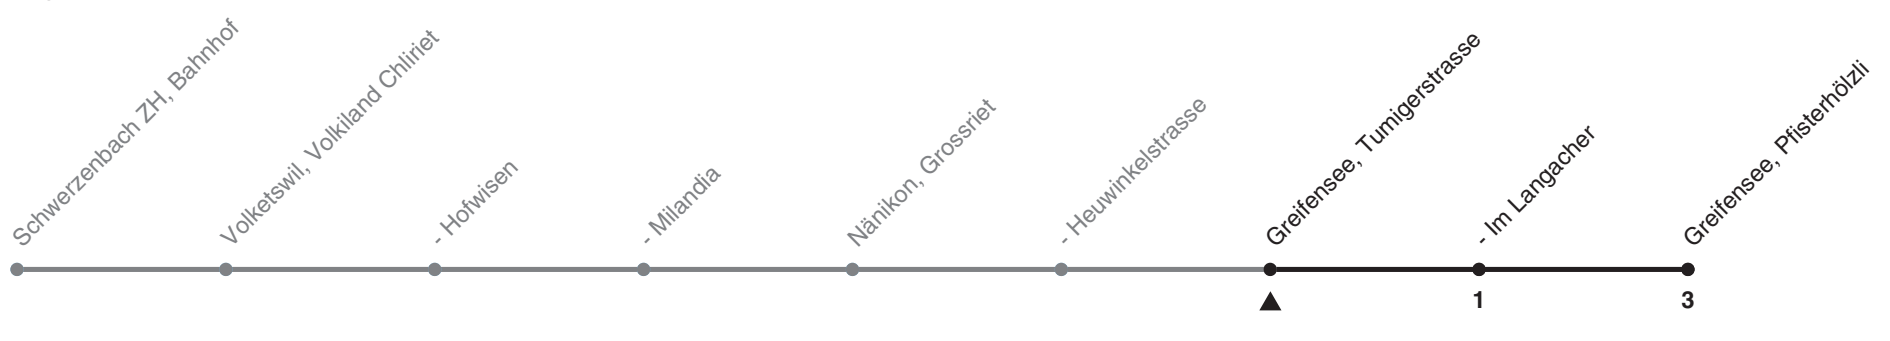 Schwerzenbach ZH, Bahnhof
Volketswil, Volkiland Chliriet
- Hofwisen
- Milandia
Nänikon, Grossriet
- Heuwinkelstrasse
Greifensee, Tumigerstrasse
- Im Langacher
Greifensee, Pfisterhölzli
1
3